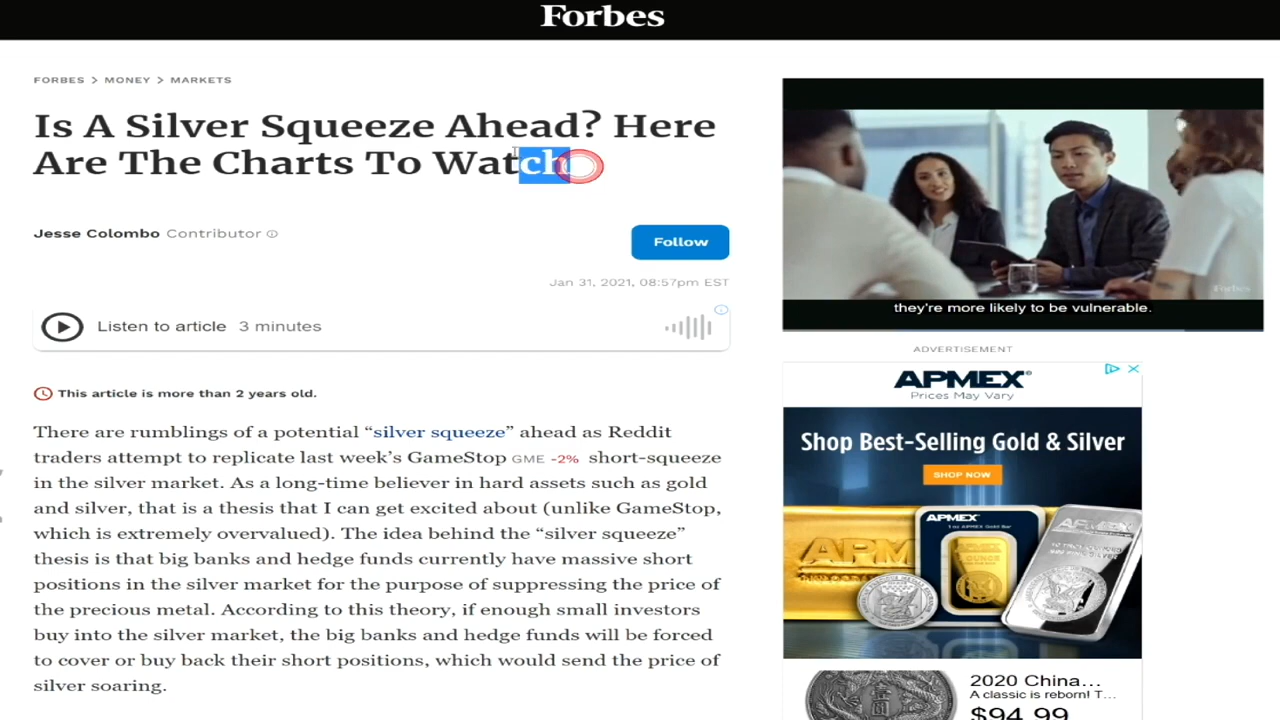 Forbes
FORBES > MONEY > MARKETS
Is A Silver Squeeze Ahead? Here
Are The Charts To Watch
Jesse Colombo Contributor
Follow
Jan 31, 2021, 08:57pm EST
Listen to article 3 minutes
This article is more than 2 years old.
There are rumblings of a potential “silver squeeze” ahead as Reddit
traders attempt to replicate last week’s GameStop GME -2% short-squeeze
in the silver market. As a long-time believer in hard assets such as gold
and silver, that is a thesis that I can get excited about (unlike GameStop,
which is extremely overvalued). The idea behind the “silver squeeze”
thesis is that big banks and hedge funds currently have massive short
positions in the silver market for the purpose of suppressing the price of
the precious metal. According to this theory, if enough small investors
buy into the silver market, the big banks and hedge funds will be forced
to cover or buy back their short positions, which would send the price of
silver soaring.
Forbes
they're more likely to be vulnerable.
ADVERTISEMENT
APMEX®
Prices May Vary
Shop Best-Selling Gold & Silver
SHOP NOW
APM
APMEX
OUNCE
APMEX
2020 China...
A classic is reborn! T...
$94.99